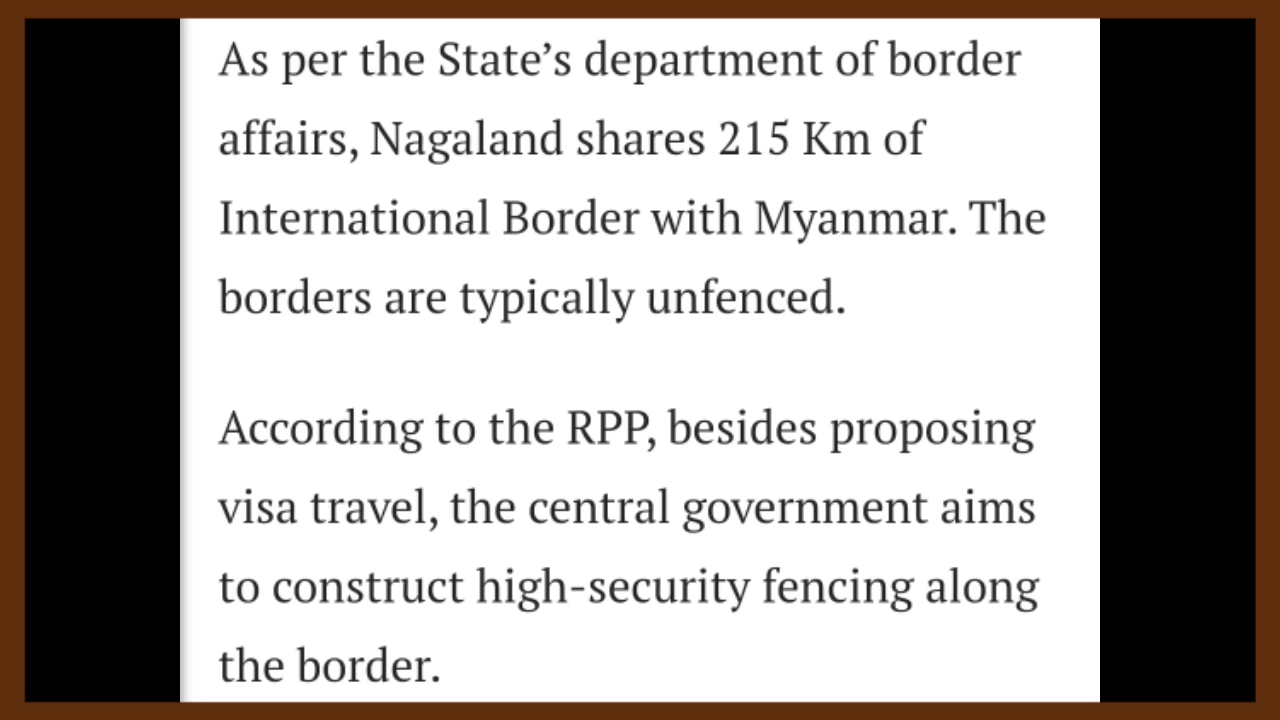 As per the State’s department of border
affairs, Nagaland shares 215 Km of
International Border with Myanmar. The
borders are typically unfenced.
According to the RPP, besides proposing
visa travel, the central government aims
to construct high-security fencing along
the border.